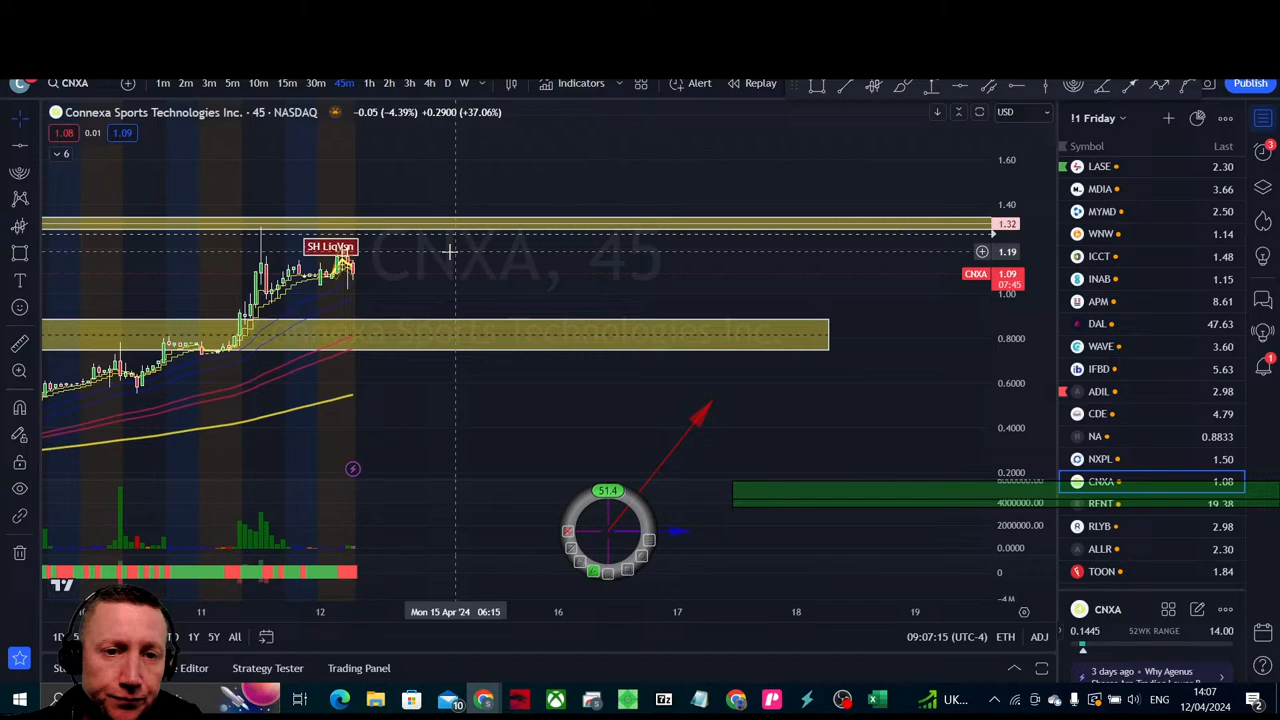 CNXA 1m 2m 3m 5m 10m 15m 30m 45m 1h 2h 3h 4h D W Indicators Alert Replay Publish
Connexa Sports Technologies Inc. · 45 · NASDAQ -0.05 (-4.39%) +0.2900 (+37.06%)
USD
1.08 0.01 1.09
6
SH LiqVsn
CNXA, 45
1.60
1.40
1.32
1.19
CNXA 1.09
07:45
1.00
0.8000
0.6000
0.4000
0.2000
4000000.00
2000000.00
0.0000
0
-4M
51.4
11 12 Mon 15 Apr '24 06:15 16 17 18 19
1D 1Y 5Y All 09:07:15 (UTC-4) ETH ADJ
Editor Strategy Tester Trading Panel
!1 Friday
Symbol Last
LASE 2.30
MDIA 3.66
MYMD 2.50
WNW 0.14
ICCT 1.48
INAB 1.15
APM 8.61
DAL 47.63
WAVE 3.60
IFBD 5.63
ADIL 2.98
CDE 4.79
NA 0.8833
NXPL 1.50
CNXA 1.08
RENT 19.38
RLYB 2.98
ALLR 2.30
TOON 1.84
CNXA
0.1445 52WK RANGE 14.00
3 days ago • Why Agenus
3
1
10
UK...
ENG
14:07
12/04/2024
2